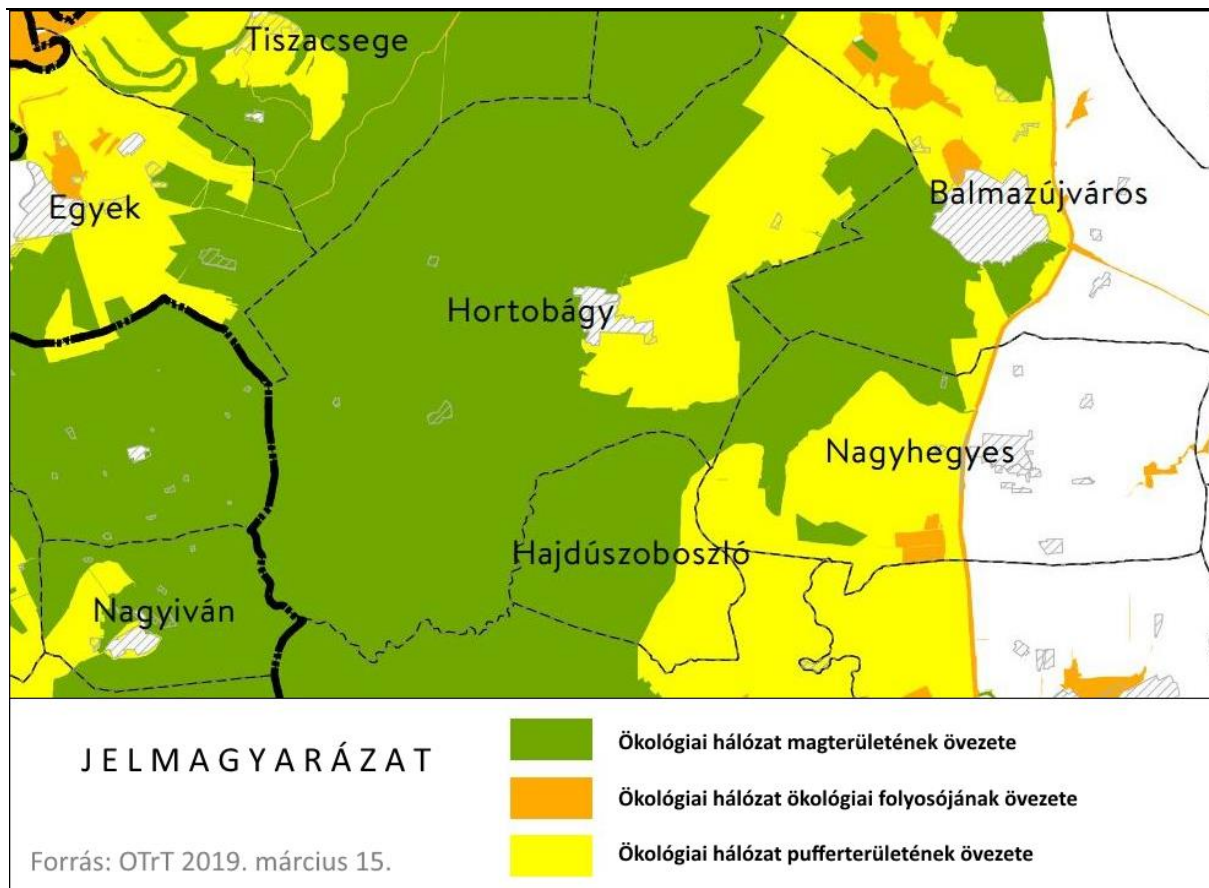 Tiszacsege
Egyek
Balmazújváros
Hortobágy
Nagyhegyes
Hajdúszoboszló
Nagyiván
JELMAGYARÁZAT
Ökológiai hálózat magterületének övezete
Ökológiai hálózat ökológiai folyosójának övezete
Ökológiai hálózat pufferterületének övezete
Forrás: OTrT 2019. március 15.